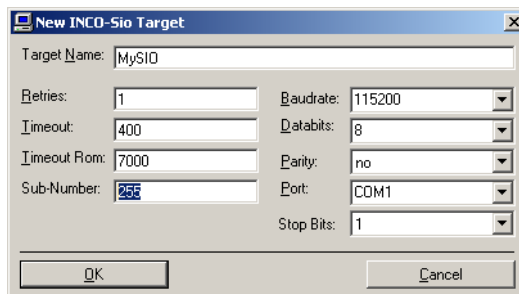 New INCO-Sio Target
Target Name: MySIO
Retries: 1
Timeout: 400
Timeout Rom: 7000
Sub-Number: 255
Baudrate: 115200
Databits: 8
Parity: no
Port: COM1
Stop Bits: 1
OK
Cancel